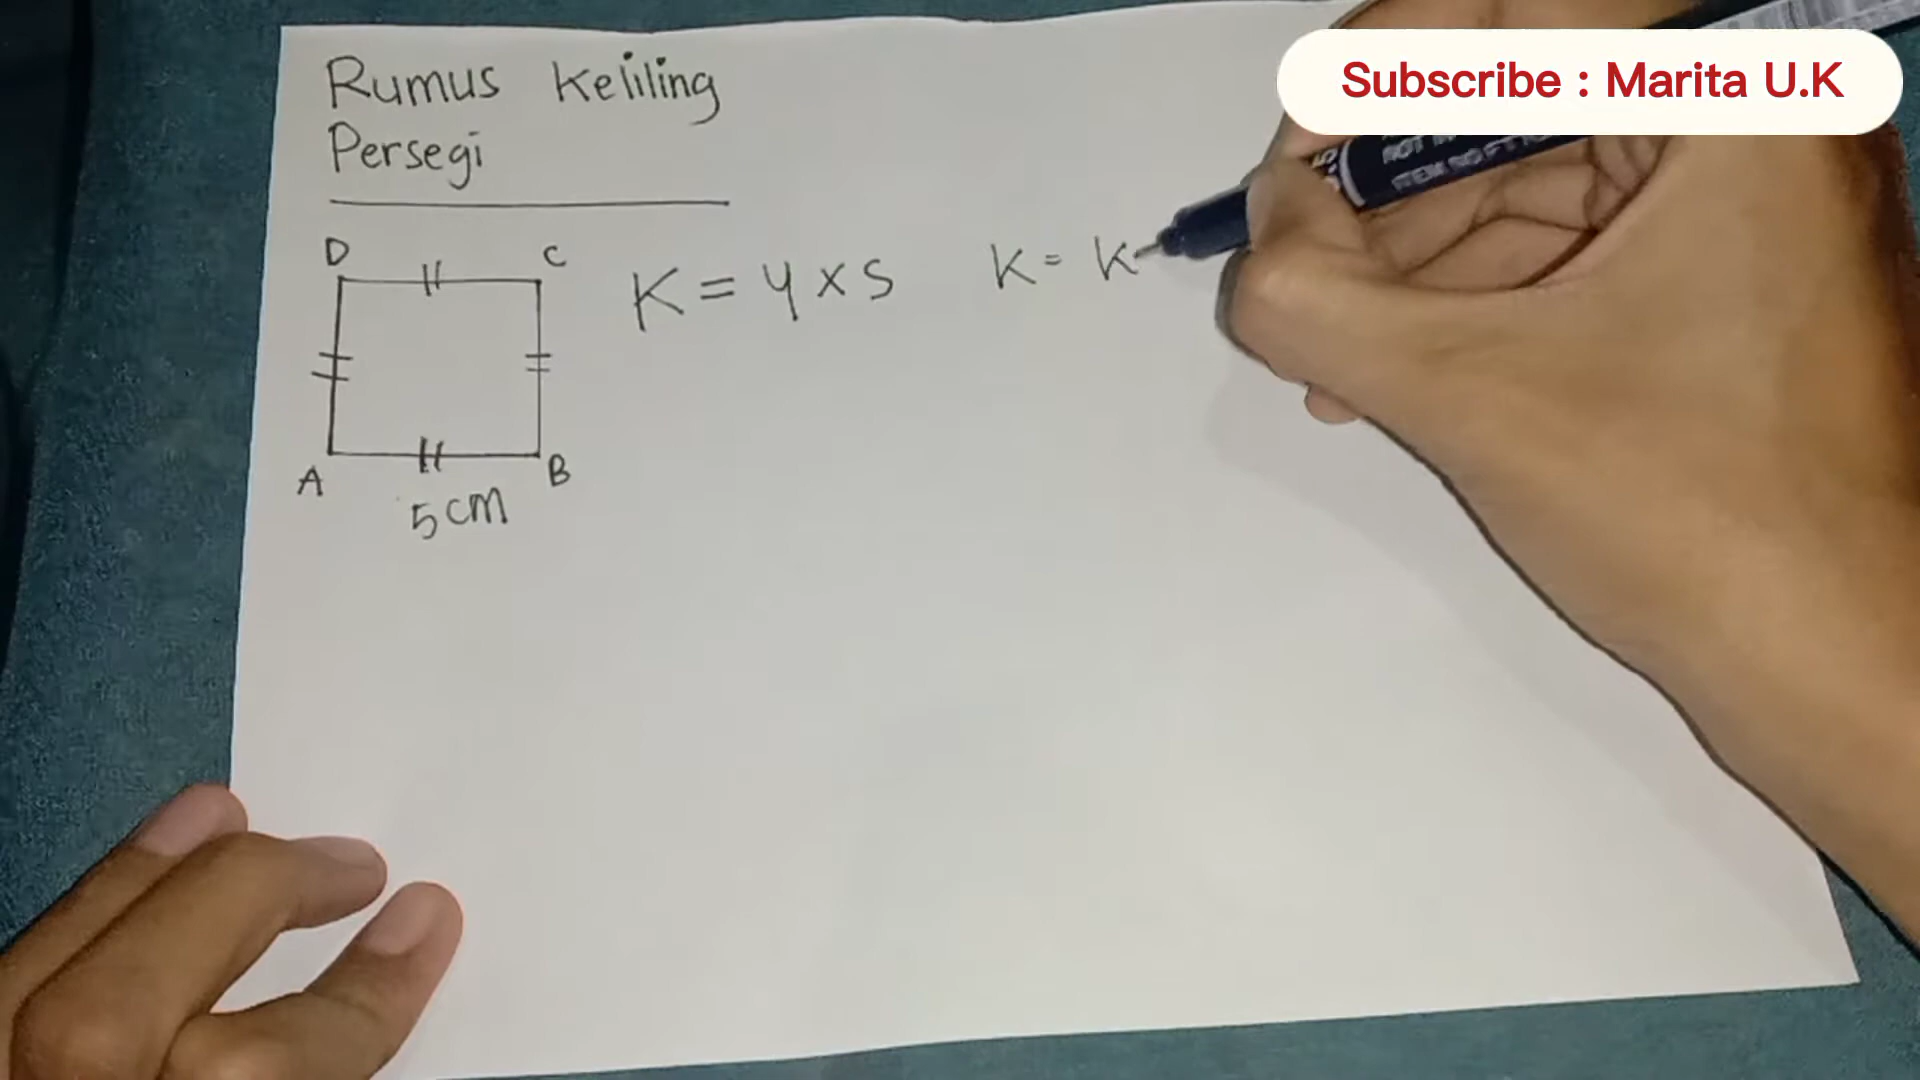 Subscribe : Marita U.K
Rumus Keliling
Persegi
D
C
K = 4 x S
K = K
A
B
5 cm